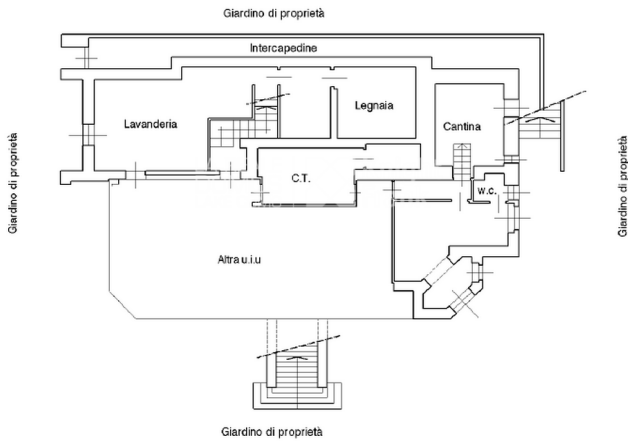 Giardino di proprietà
Intercapedine
Legnaia
Lavanderia
Cantina
Giardino di proprietà
Giardino di proprietà
C.T.
w.c.
Altra u.i.u
Giardino di proprietà